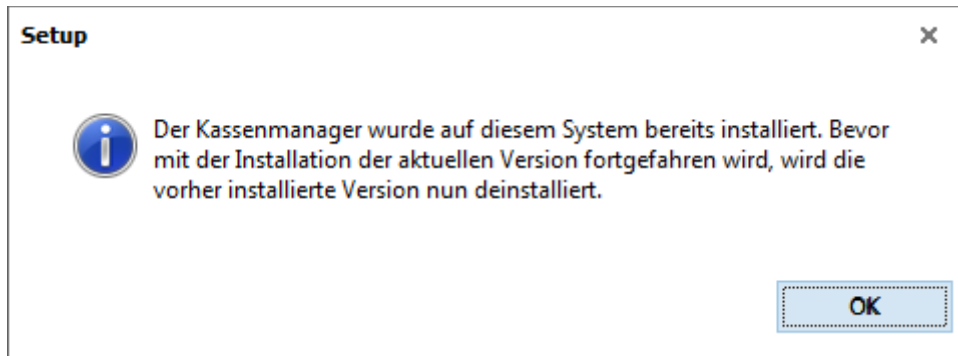 Setup
Der Kassenmanager wurde auf diesem System bereits installiert. Bevor
mit der Installation der aktuellen Version fortgefahren wird, wird die
vorher installierte Version nun deinstalliert.
OK